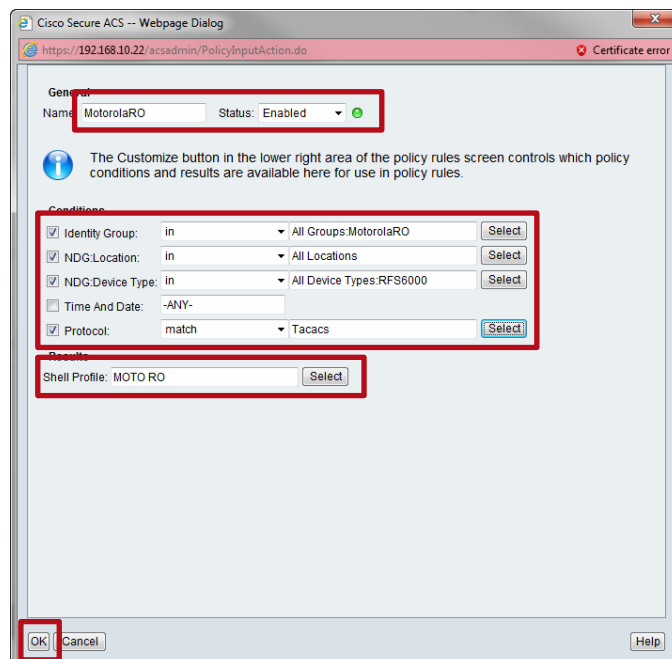 Cisco Secure ACS -- Webpage Dialog
https://192.168.10.22/acsadmin/PolicyInputAction.do Certificate error
General
Name MotorolaRO Status: Enabled
The Customize button in the lower right area of the policy rules screen controls which policy
conditions and results are available here for use in policy rules.
Conditions
Identity Group: in All Groups:MotorolaRO Select
NDG:Location: in All Locations Select
NDG:Device Type: in All Device Types:RFS6000 Select
Time And Date: -ANY-
Protocol: match Tacacs Select
Results
Shell Profile: MOTO RO Select
OK Cancel Help